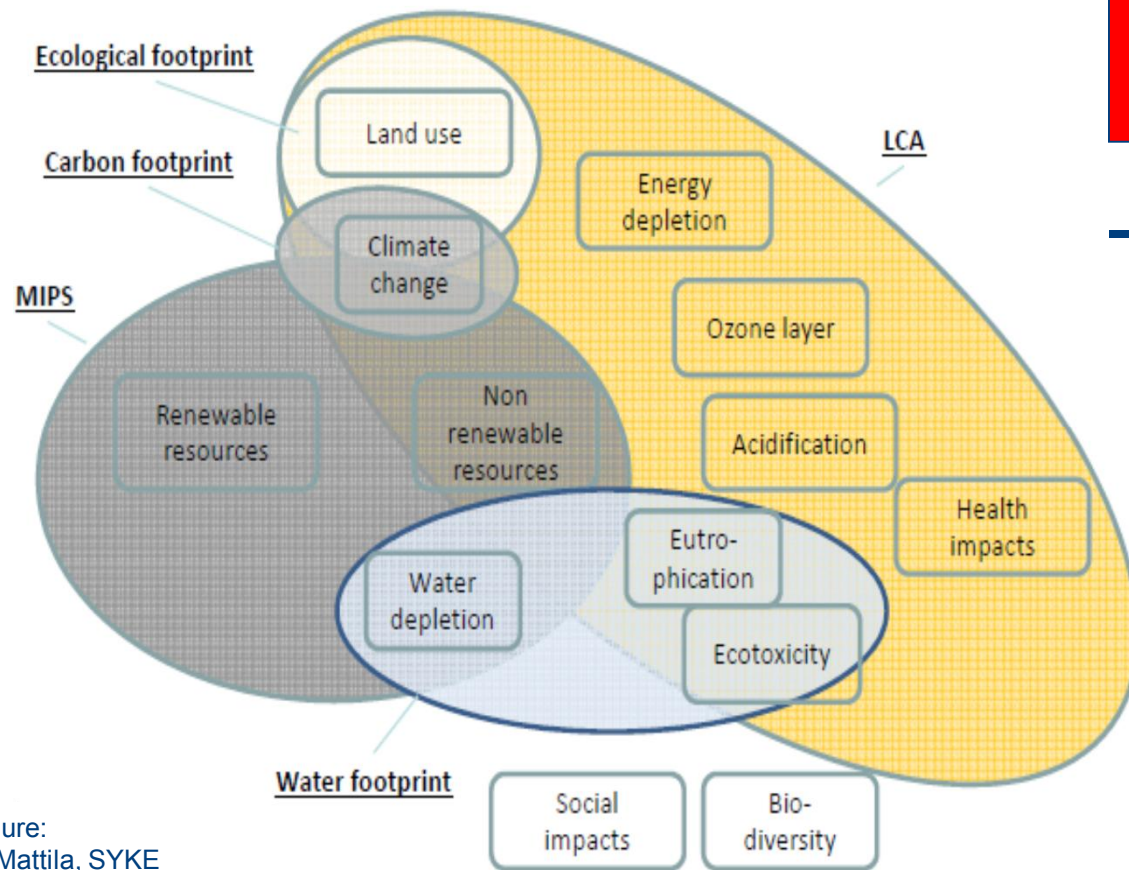 Ecological footprint
Land use
LCA
Carbon footprint
Energy
depletion
Climate
change
MIPS
Ozone layer
Renewable
resources
Non
renewable
resources
Acidification
Health
impacts
Eutro-
phication
Water
depletion
Ecotoxicity
Water footprint
Social
impacts
Bio-
diversity
ure:
Mattila, SYKE